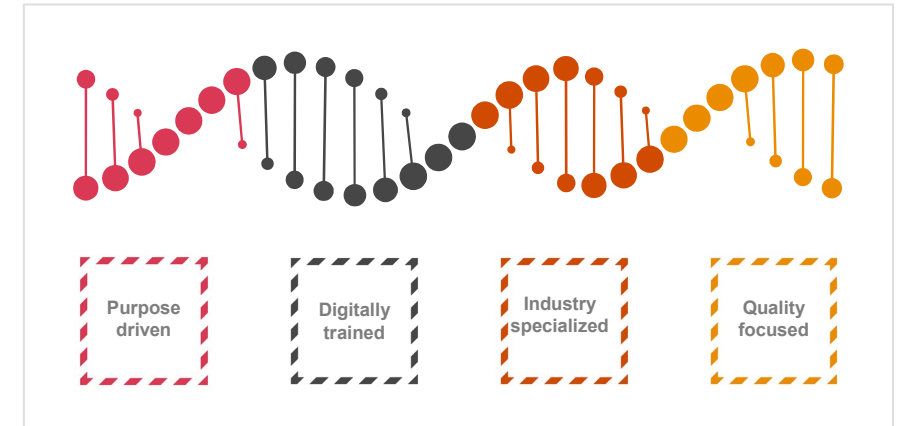 Purpose
driven
Digitally
trained
Industry
specialized
Quality
focused